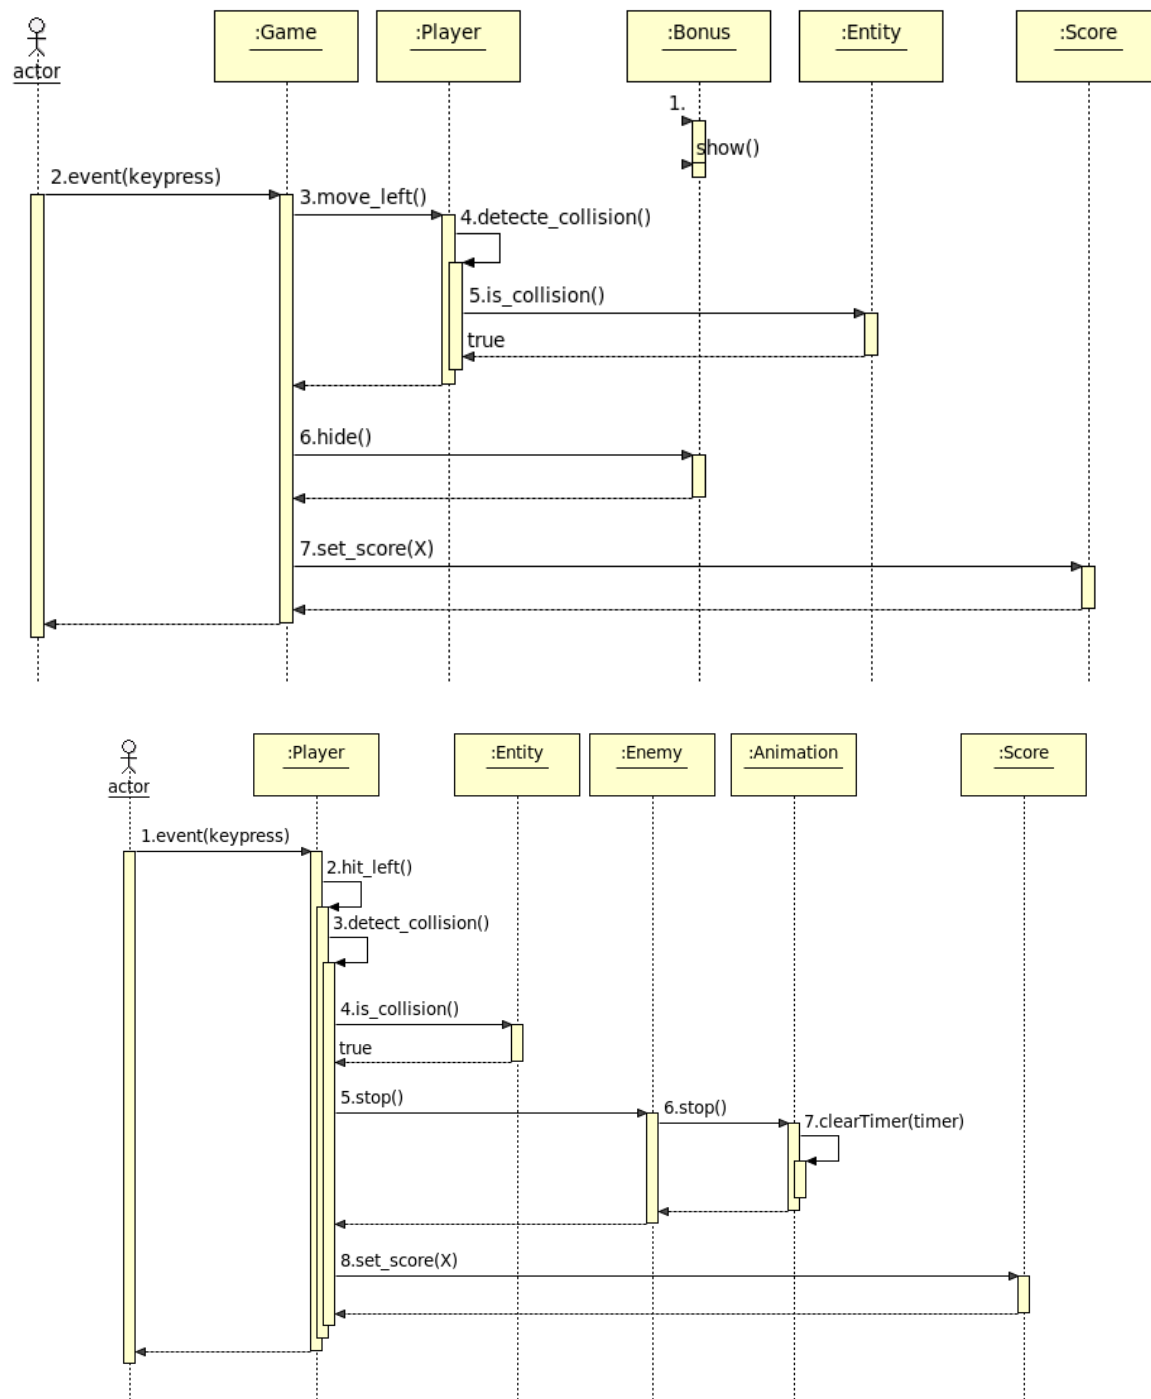 actor
:Game
:Player
:Bonus
:Entity
:Score
1.
show()
2.event(keypress)
3.move_left()
4.detecte_collision()
5.is_collision()
true
6.hide()
7.set_score(X)
actor
:Player
:Entity
:Enemy
:Animation
:Score
1.event(keypress)
2.hit_left()
3.detect_collision()
4.is_collision()
true
5.stop()
6.stop()
7.clearTimer(timer)
8.set_score(X)